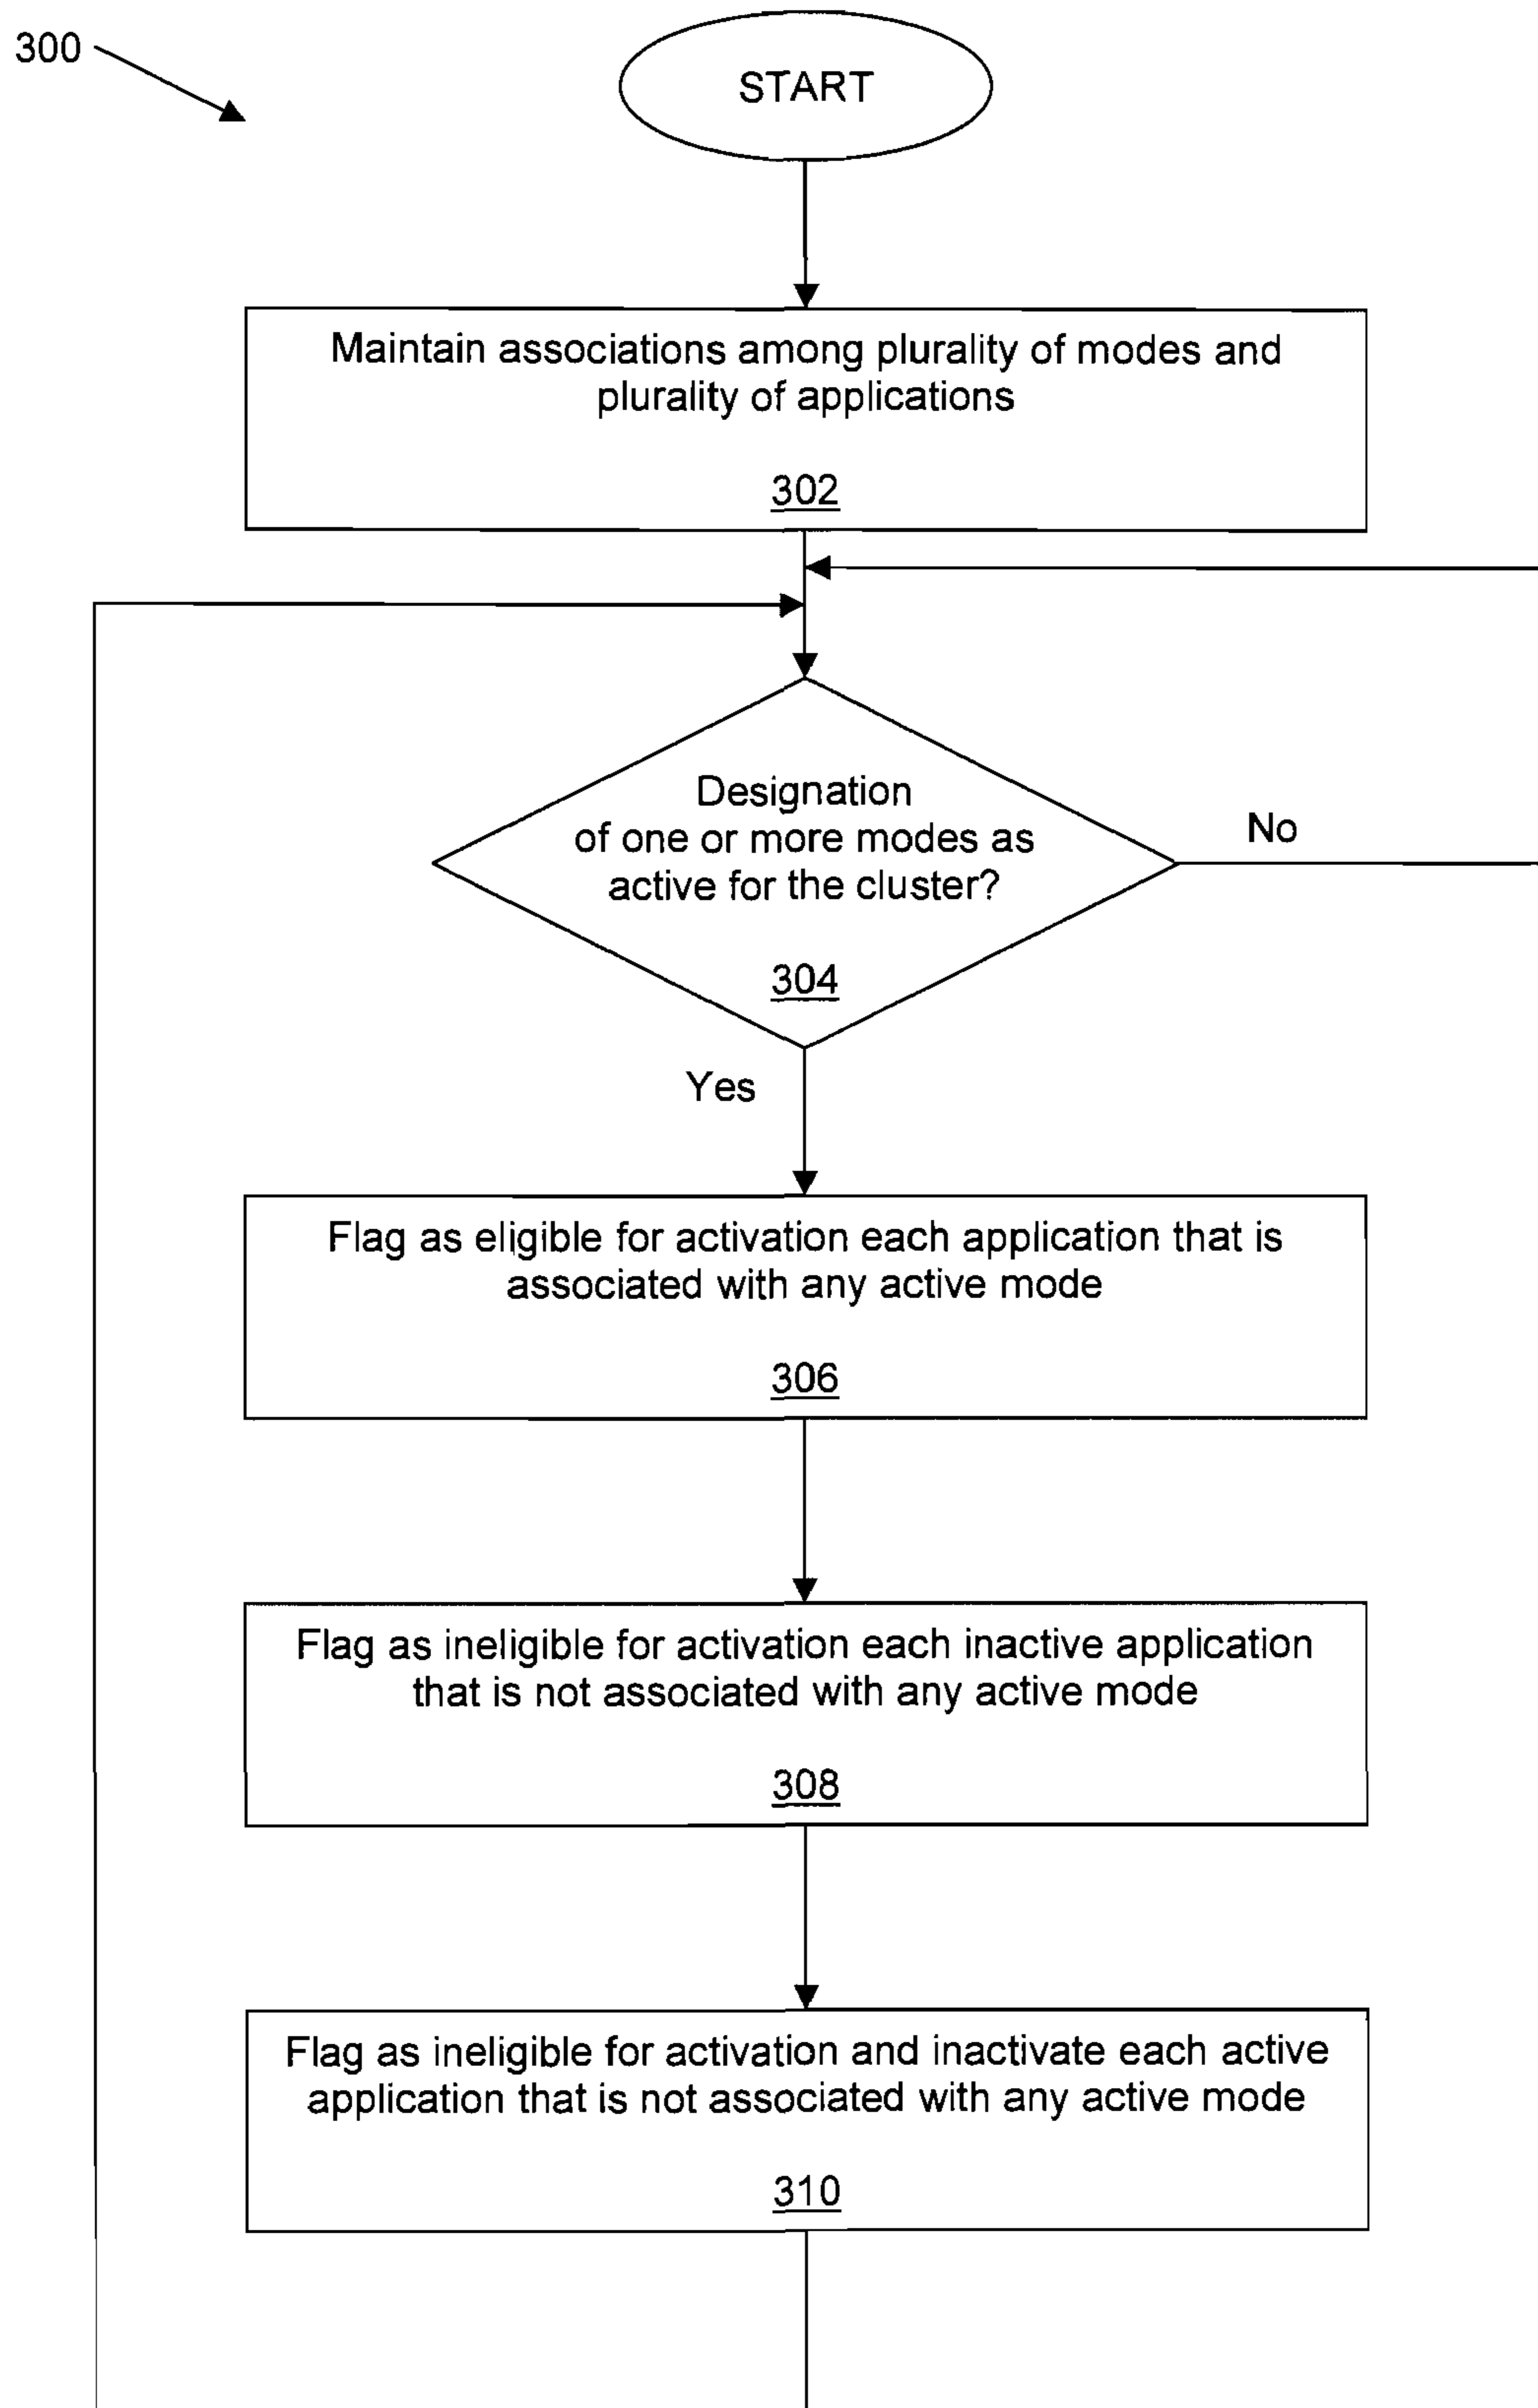 300
START
Maintain associations among plurality of modes and
plurality of applications
302
Designation
of one or more modes as
active for the cluster?
304
No
Yes
Flag as eligible for activation each application that is
associated with any active mode
306
Flag as ineligible for activation each inactive application
that is not associated with any active mode
308
Flag as ineligible for activation and inactivate each active
application that is not associated with any active mode
310